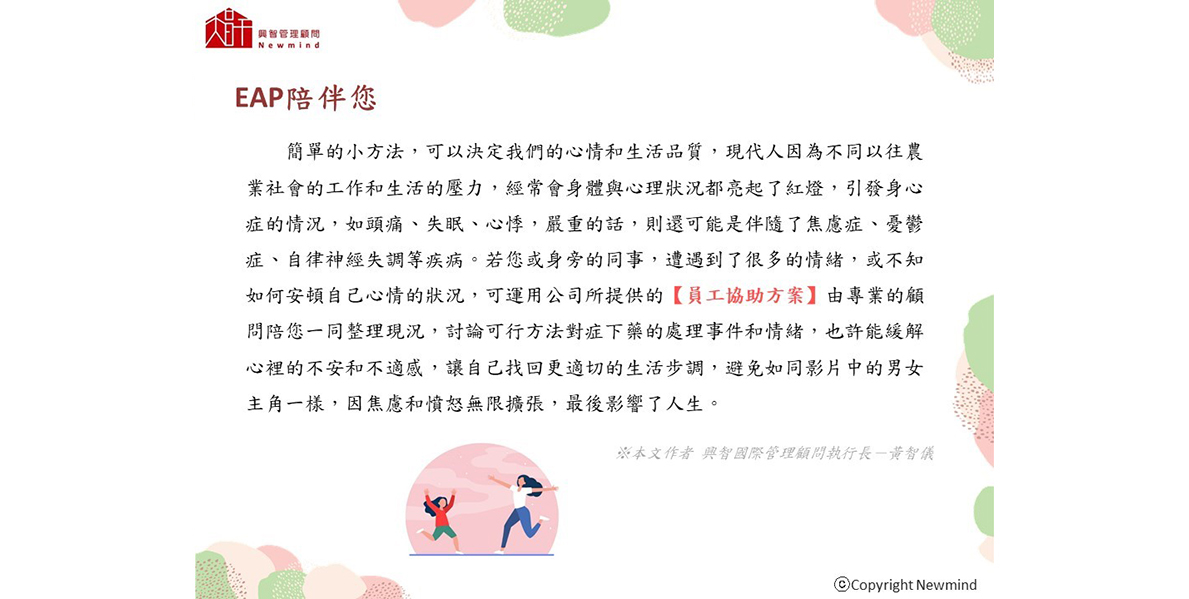 興智管理顧問
Newmind
EAP陪伴您
簡單的小方法，可以決定我們的心情和生活品質，現代人因為不同以往農
業社會的工作和生活的壓力，經常會身體與心理狀況都亮起了紅燈，引發身心
症的情況，如頭痛、失眠、心悸，嚴重的話，則還可能是伴隨了焦慮症、憂鬱
症、自律神經失調等疾病。若您或身旁的同事，遭遇到了很多的情緒，或不知
如何安頓自己心情的狀況，可運用公司所提供的【員工協助方案】由專業的顧
問陪您一同整理現況，討論可行方法對症下藥的處理事件和情緒，也許能緩解
心裡的不安和不適感，讓自己找回更適切的生活步調，避免如同影片中的男女
主角一樣，因焦慮和憤怒無限擴張，最後影響了人生。
※本文作者 興智國際管理顧問執行長－黃智儀
©Copyright Newmind